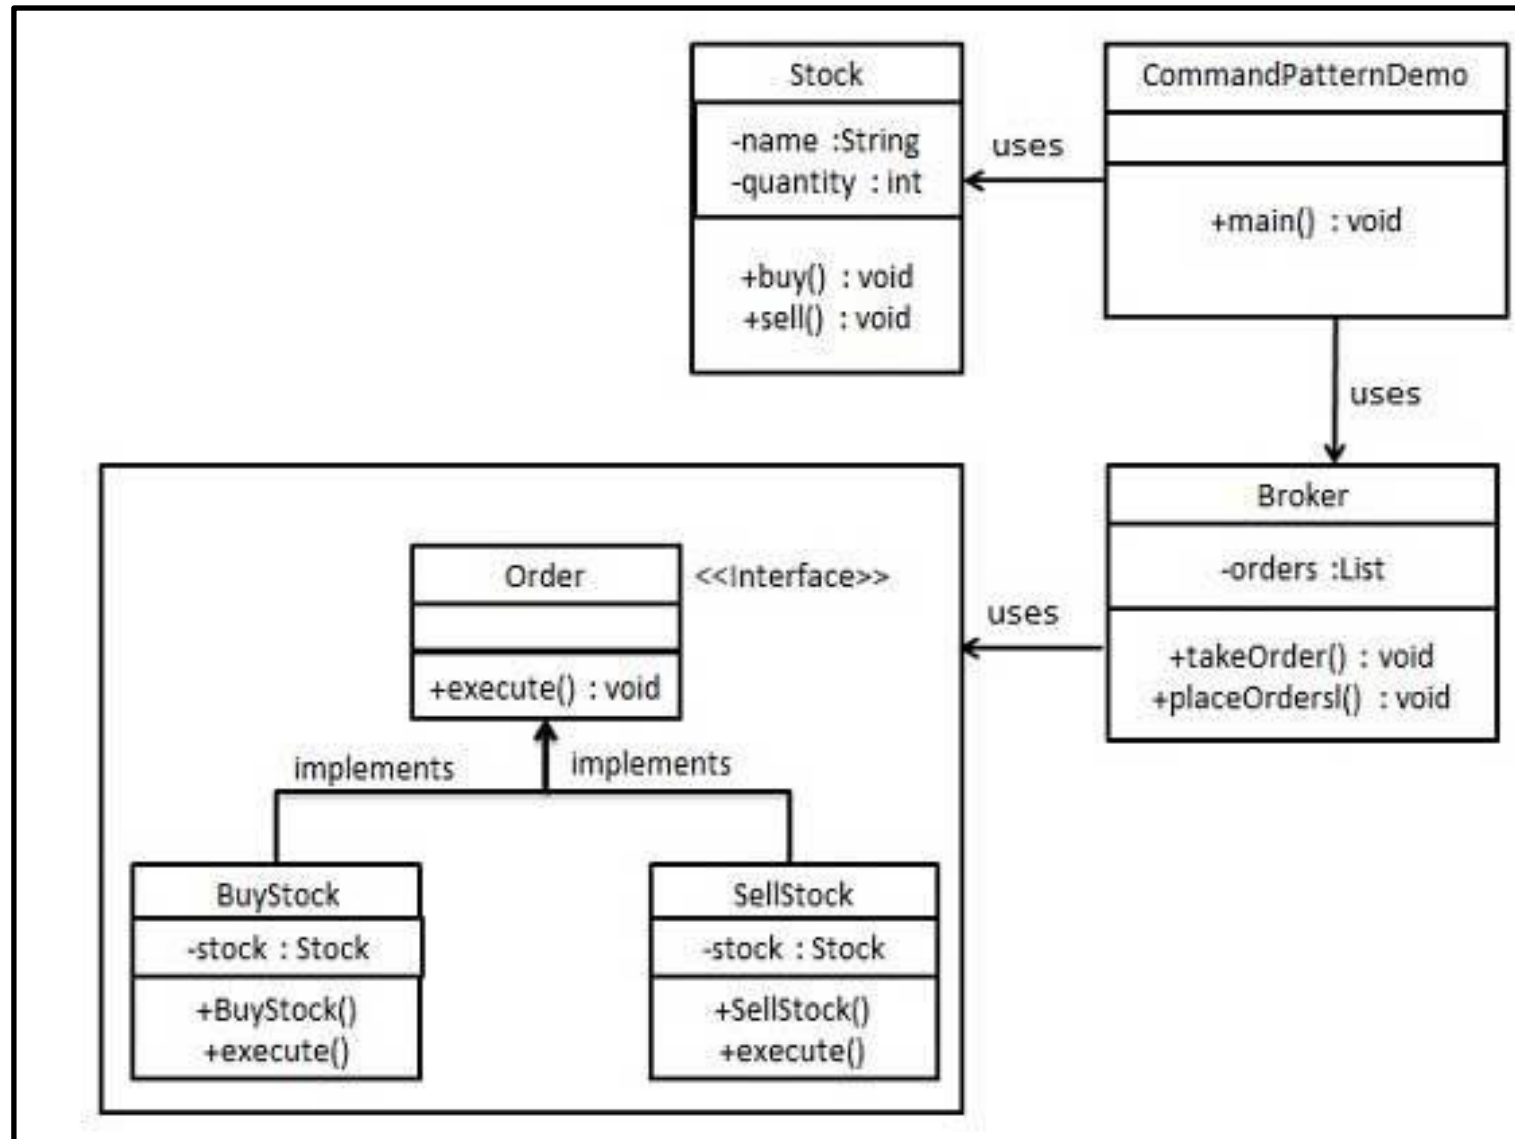 Stock
-name :String
-quantity : int
+buy() : void
+sell() : void
uses
CommandPatternDemo
+main() : void
uses
Broker
-orders :List
+takeOrder() : void
+placeOrdersl() : void
uses
Order
<<Interface>>
+execute() : void
implements
implements
BuyStock
-stock : Stock
+BuyStock()
+execute()
SellStock
-stock : Stock
+SellStock()
+execute()